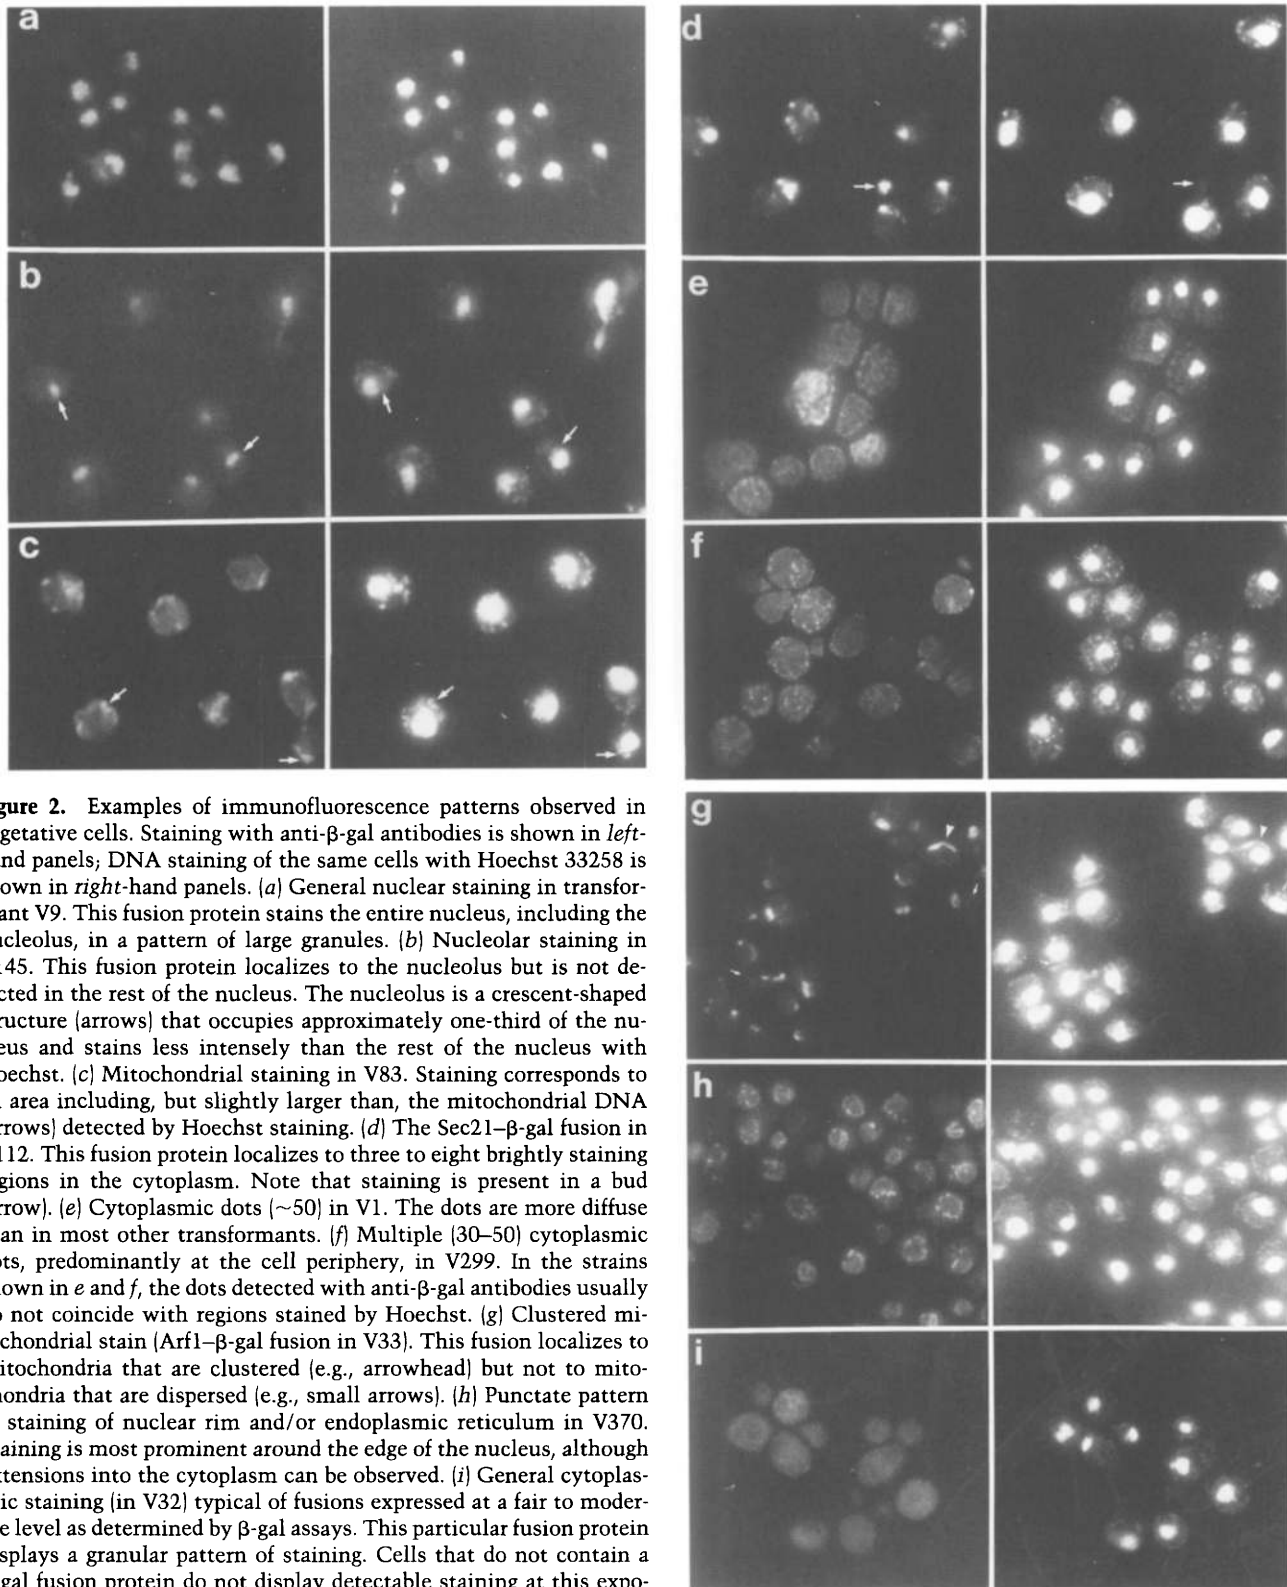 a
b
c
gure 2. Examples of immunofluorescence patterns observed in
getative cells. Staining with anti-β-gal antibodies is shown in left-
nd panels; DNA staining of the same cells with Hoechst 33258 is
own in right-hand panels. (a) General nuclear staining in transfor-
ant V9. This fusion protein stains the entire nucleus, including the
cleolus, in a pattern of large granules. (b) Nucleolar staining in
45. This fusion protein localizes to the nucleolus but is not de-
cted in the rest of the nucleus. The nucleolus is a crescent-shaped
ructure (arrows) that occupies approximately one-third of the nu-
eus and stains less intensely than the rest of the nucleus with
oechst. (c) Mitochondrial staining in V83. Staining corresponds to
area including, but slightly larger than, the mitochondrial DNA
rrows) detected by Hoechst staining. (d) The Sec21–β-gal fusion in
112. This fusion protein localizes to three to eight brightly staining
gions in the cytoplasm. Note that staining is present in a bud
rrow). (e) Cytoplasmic dots (~50) in V1. The dots are more diffuse
an in most other transformants. (f) Multiple (30–50) cytoplasmic
ots, predominantly at the cell periphery, in V299. In the strains
own in e and f, the dots detected with anti-β-gal antibodies usually
o not coincide with regions stained by Hoechst. (g) Clustered mi-
chondrial stain (Arf1–β-gal fusion in V33). This fusion localizes to
itochondria that are clustered (e.g., arrowhead) but not to mito-
ondria that are dispersed (e.g., small arrows). (h) Punctate pattern
staining of nuclear rim and/or endoplasmic reticulum in V370.
aining is most prominent around the edge of the nucleus, although
tensions into the cytoplasm can be observed. (i) General cytoplas-
ic staining (in V32) typical of fusions expressed at a fair to moder-
e level as determined by β-gal assays. This particular fusion protein
splays a granular pattern of staining. Cells that do not contain a
gal fusion protein do not display detectable staining at this expo-
d
e
f
g
h
i